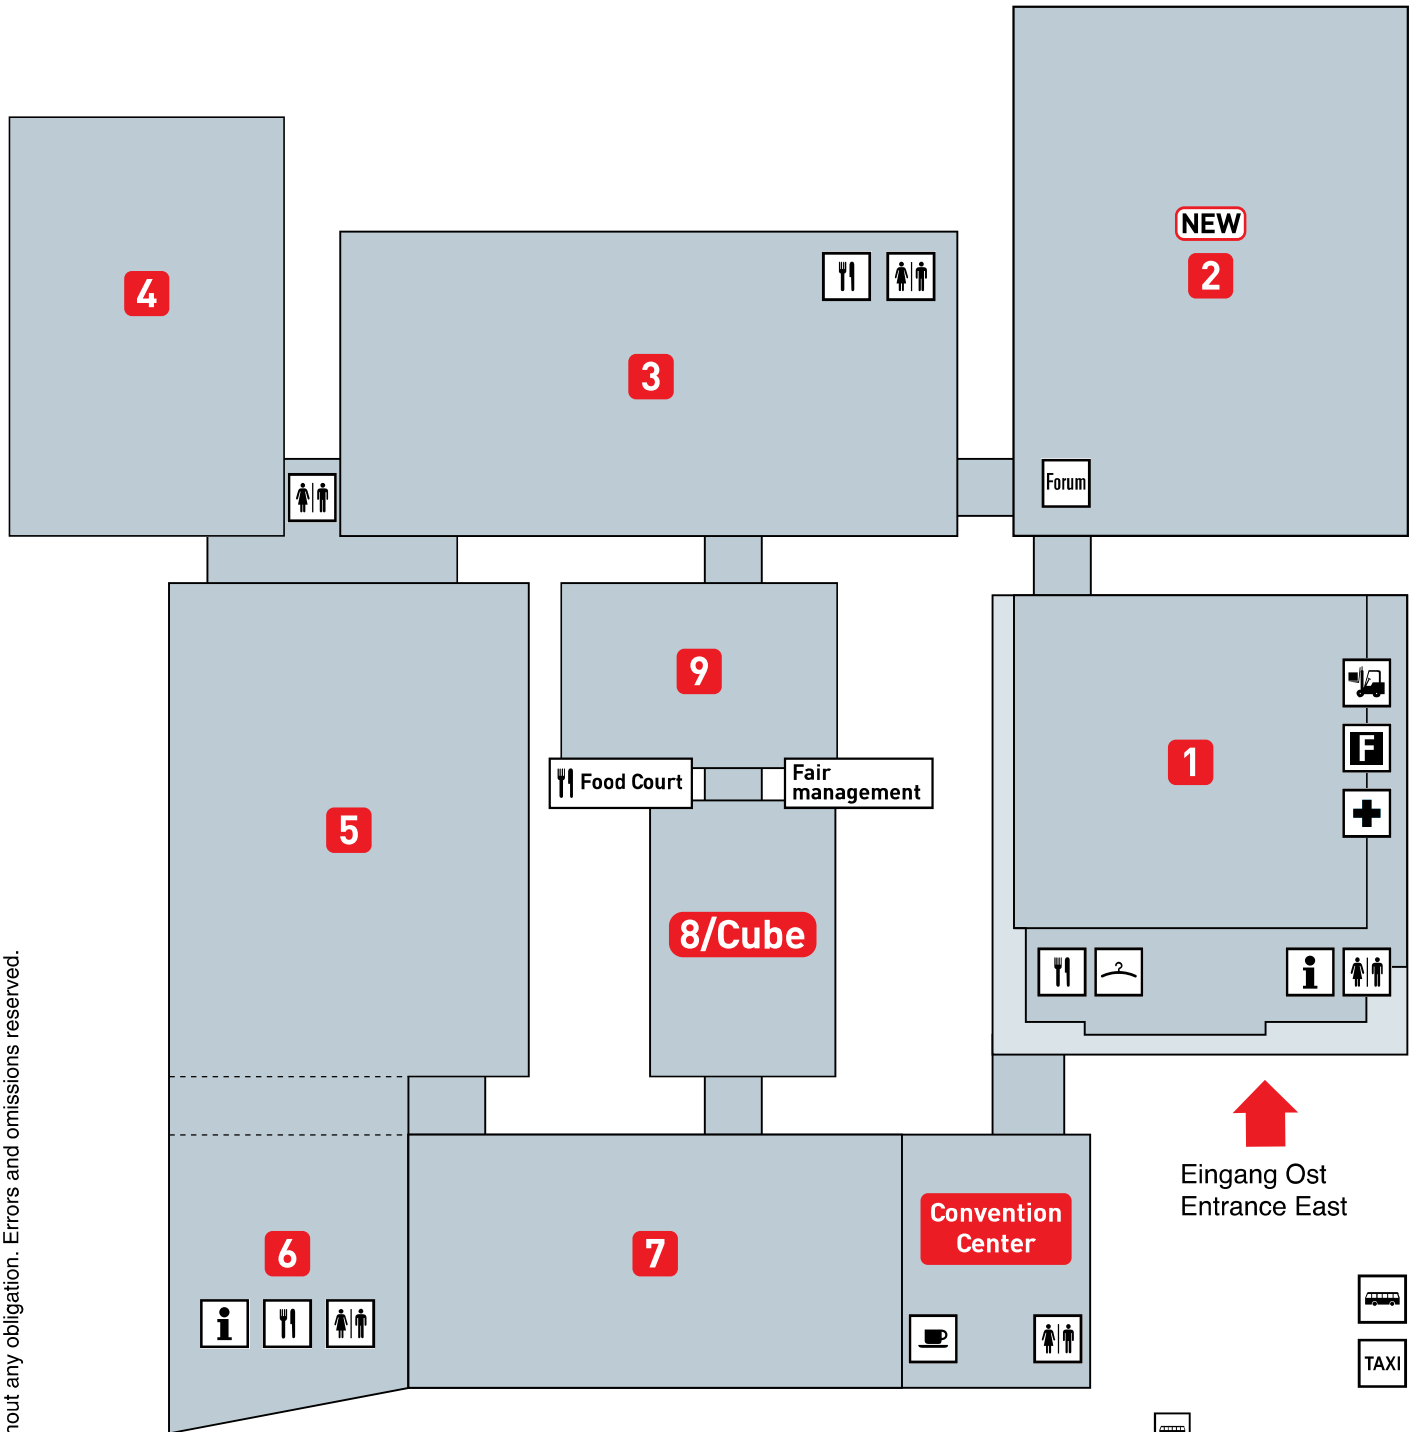 NEW
2
4
3
Forum
9
1
F
Food Court
Fair
management
5
8/Cube
i
Eingang Ost
Entrance East
Convention
Center
6
7
i
TAXI
out any obligation. Errors and omissions reserved.